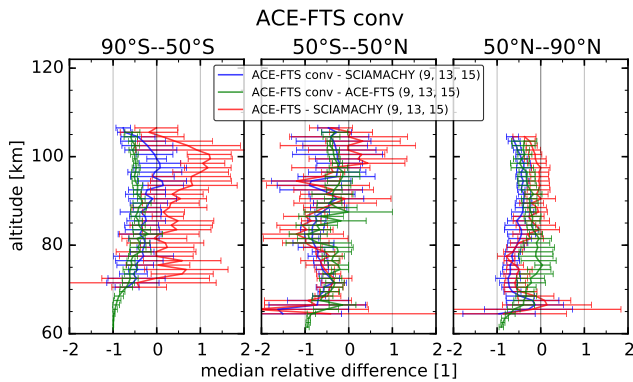 ACE-FTS conv
90°S--50°S 50°S--50°N 50°N--90°N
ACE-FTS conv - SCIAMACHY (9, 13, 15)
ACE-FTS conv - ACE-FTS (9, 13, 15)
ACE-FTS - SCIAMACHY (9, 13, 15)
120
100
80
60
altitude [km]
-2 -1 0 1 2 -1 0 1 2 -2 -1 0 1 2
median relative difference [1]